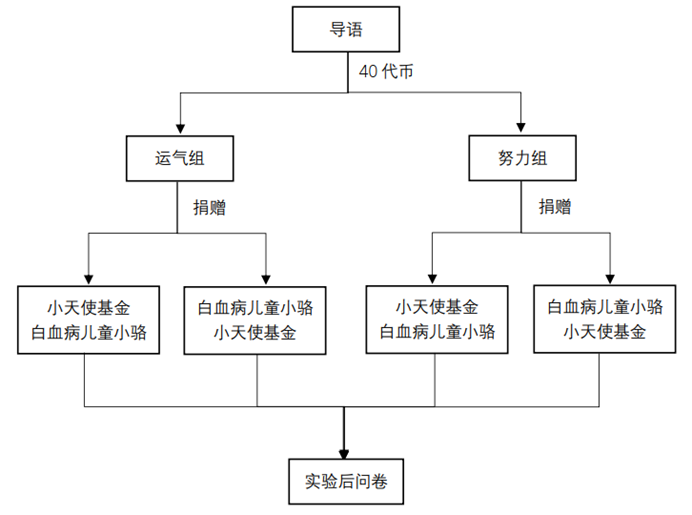 导语
40 代币
运气组
努力组
捐赠
捐赠
小天使基金
白血病儿童小骆
白血病儿童小骆
小天使基金
小天使基金
白血病儿童小骆
白血病儿童小骆
小天使基金
实验后问卷